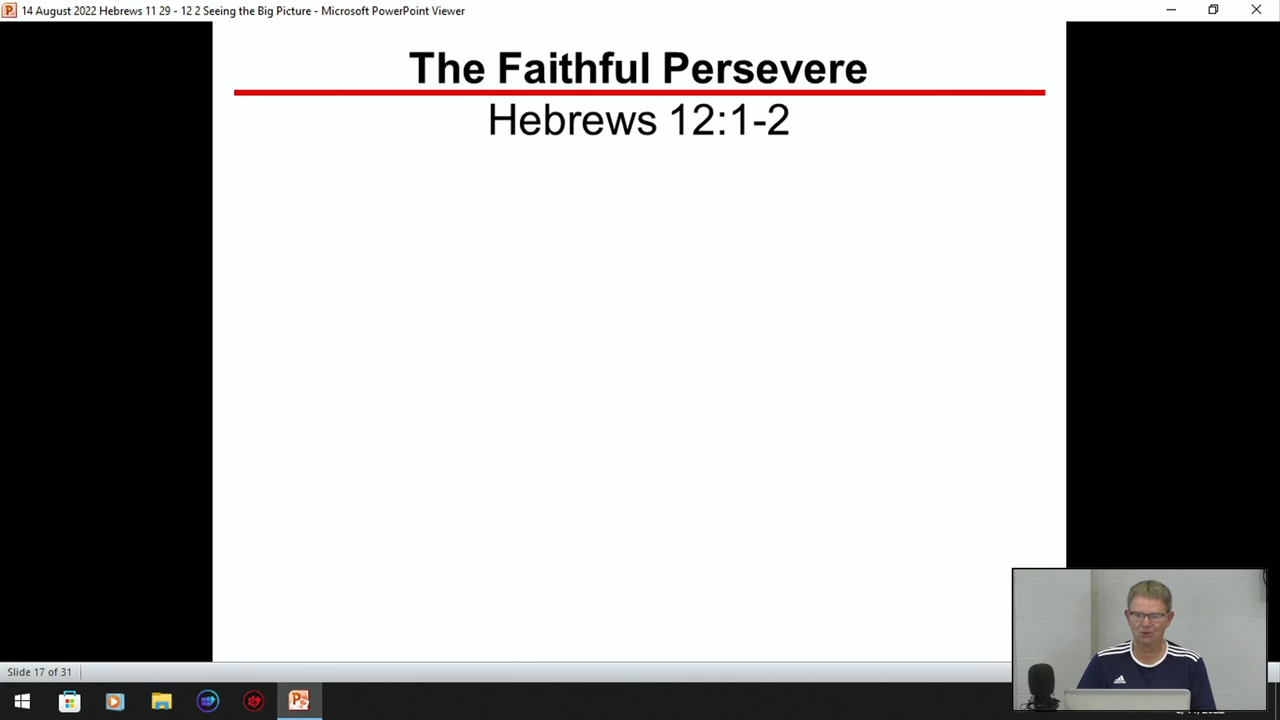 14 August 2022 Hebrews 11 29 - 12 2 Seeing the Big Picture - Microsoft PowerPoint Viewer
The Faithful Persevere
Hebrews 12:1-2
Slide 17 of 31